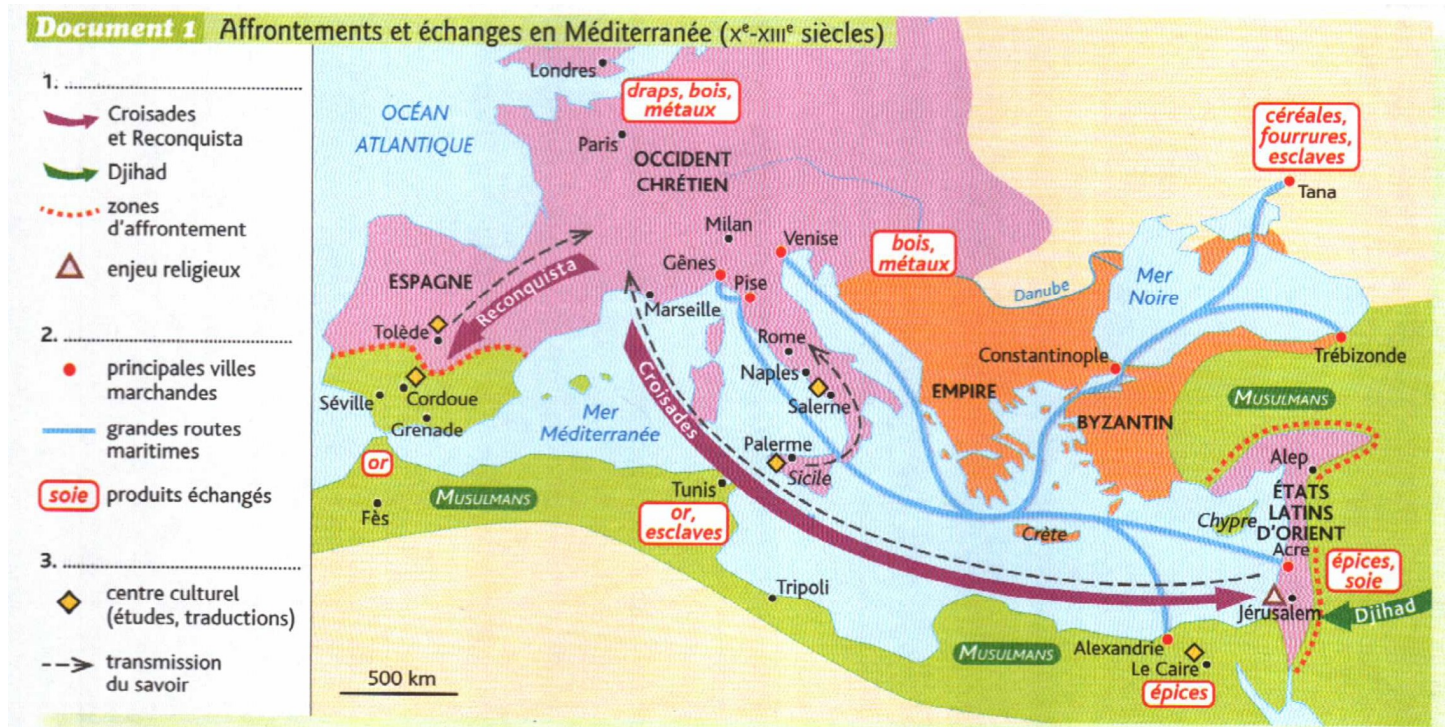 Document 1 Affrontements et échanges en Méditerranée (Xe-XIIIe siècles)
1. ........................
Croisades
et Reconquista
Djihad
zones
d'affrontement
enjeu religieux
2. ........................
principales villes
marchandes
grandes routes
maritimes
soie produits échangés
3. ........................
centre culturel
(études, traductions)
transmission
du savoir
500 km
Londres
draps, bois,
métaux
OCÉAN
ATLANTIQUE
Paris
OCCIDENT
CHRÉTIEN
céréales,
fourrures,
esclaves
Tana
Milan
Venise
bois,
métaux
Gênes
Pise
ESPAGNE
Reconquista
Marseille
Danube
Mer
Noire
Tolède
Rome
Constantinople
Trébizonde
Naples
Salerne
EMPIRE
BYZANTIN
MUSULMANS
Séville
Cordoue
Grenade
Mer
Méditerranée
Croisades
Palerme
Sicile
Alep
or
Fès
MUSULMANS
Tunis
or,
esclaves
Crète
Chypre
ÉTATS
LATINS
D'ORIENT
Acre
épices,
soie
Tripoli
Jérusalem
Djihad
MUSULMANS
Alexandrie
Le Caire
épices